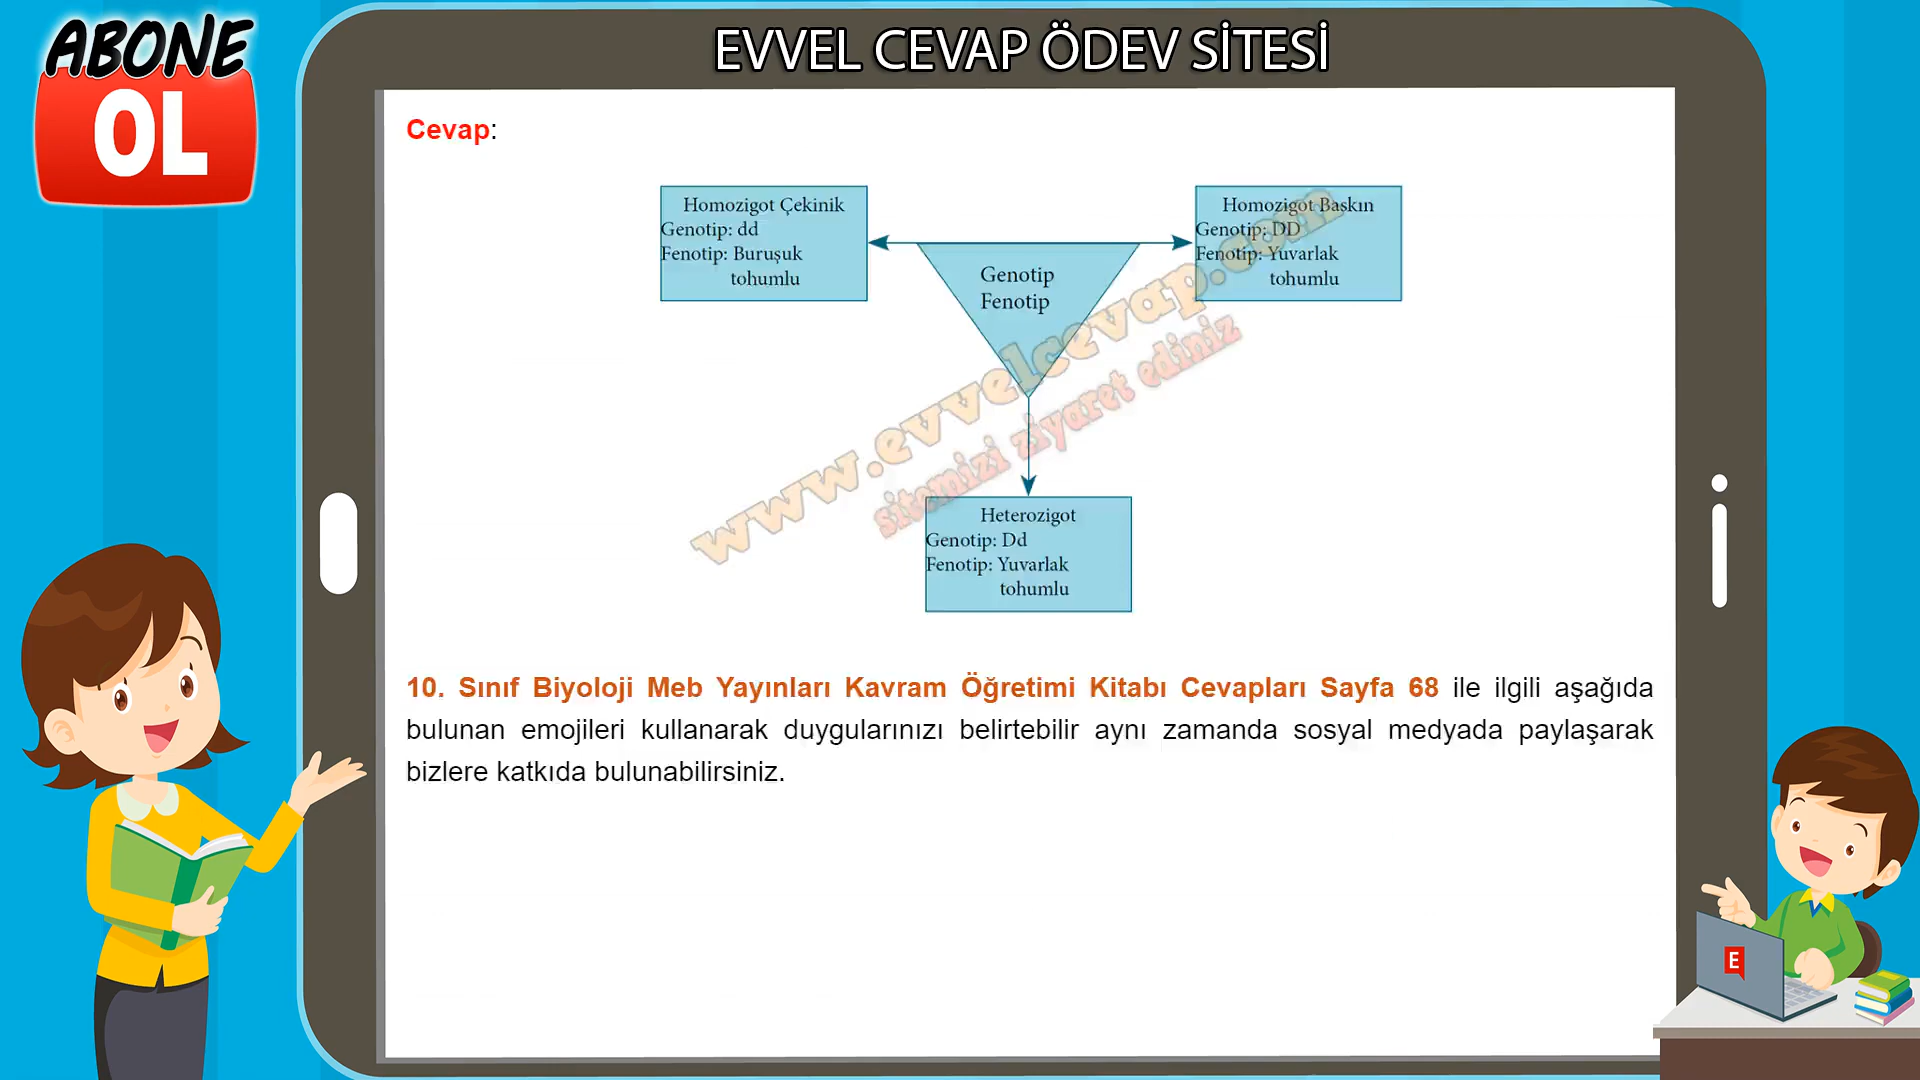 ABONE
OL
EVVEL CEVAP ÖDEV SİTESİ
Cevap:
Homozigot Çekinik
Genotip: dd
Fenotip: Buruşuk
tohumlu
Genotip
Fenotip
Homozigot Baskın
Genotip: DD
Fenotip: Yuvarlak
tohumlu
www.evvelcevap.com
sitemizi ziyaret ediniz
Heterozigot
Genotip: Dd
Fenotip: Yuvarlak
tohumlu
10. Sınıf Biyoloji Meb Yayınları Kavram Öğretimi Kitabı Cevapları Sayfa 68 ile ilgili aşağıda
bulunan emojileri kullanarak duygularınızı belirtebilir aynı zamanda sosyal medyada paylaşarak
bizlere katkıda bulunabilirsiniz.
E